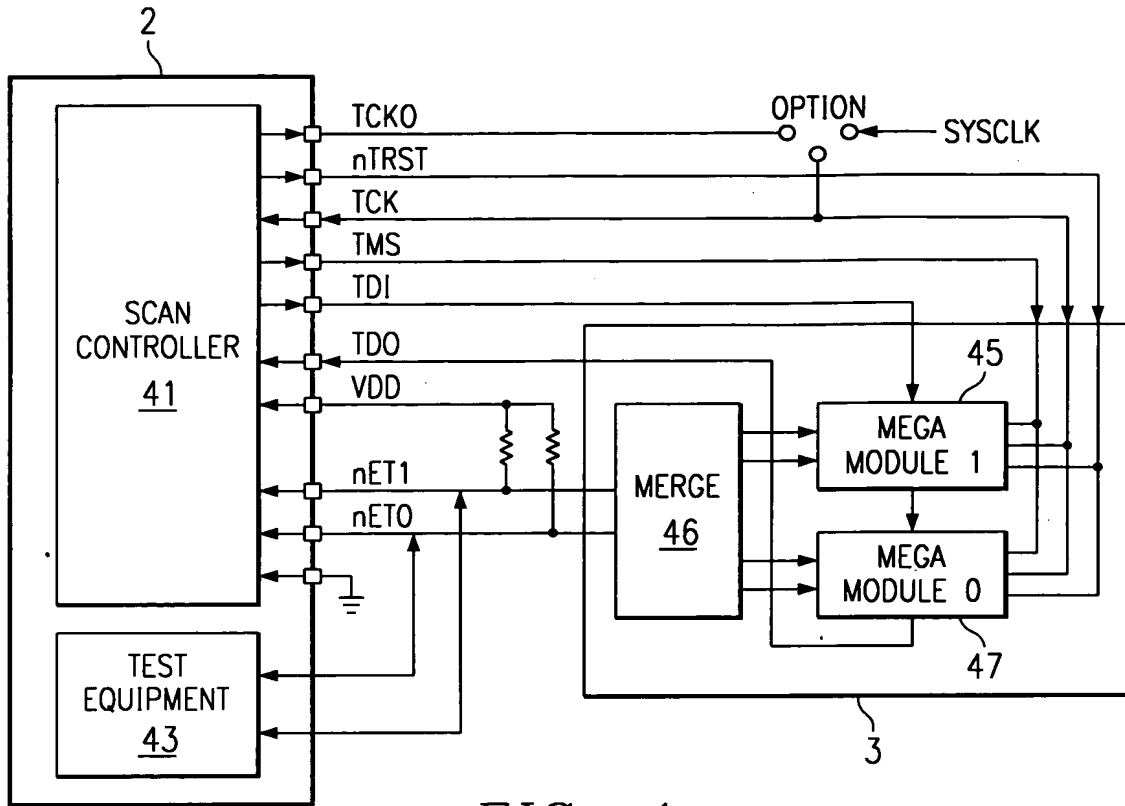 2
TCKO
nTRST
TCK
TMS
TDI
TDO
VDD
nET1
nET0
OPTION
SYSCLK
SCAN
CONTROLLER
41
TEST
EQUIPMENT
43
MERGE
46
45
MEGA
MODULE 1
MEGA
MODULE 0
47
3